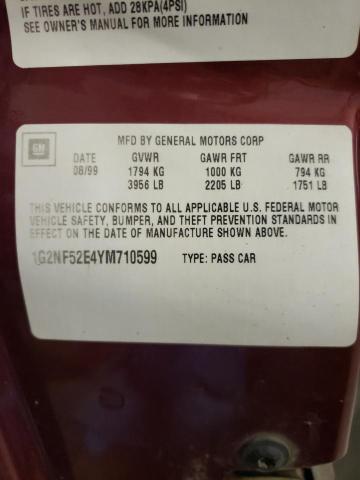 IF TIRES ARE HOT, ADD 28KPA(4PSI)
SEE OWNER'S MANUAL FOR MORE INFORMATION
GM
MFD BY GENERAL MOTORS CORP
DATE GVWR GAWR FRT GAWR RR
08/99 1794 KG 1000 KG 794 KG
3956 LB 2205 LB 1751 LB
THIS VEHICLE CONFORMS TO ALL APPLICABLE U.S. FEDERAL MOTOR
VEHICLE SAFETY, BUMPER, AND THEFT PREVENTION STANDARDS IN
EFFECT ON THE DATE OF MANUFACTURE SHOWN ABOVE.
1G2NF52E4YM710599 TYPE: PASS CAR